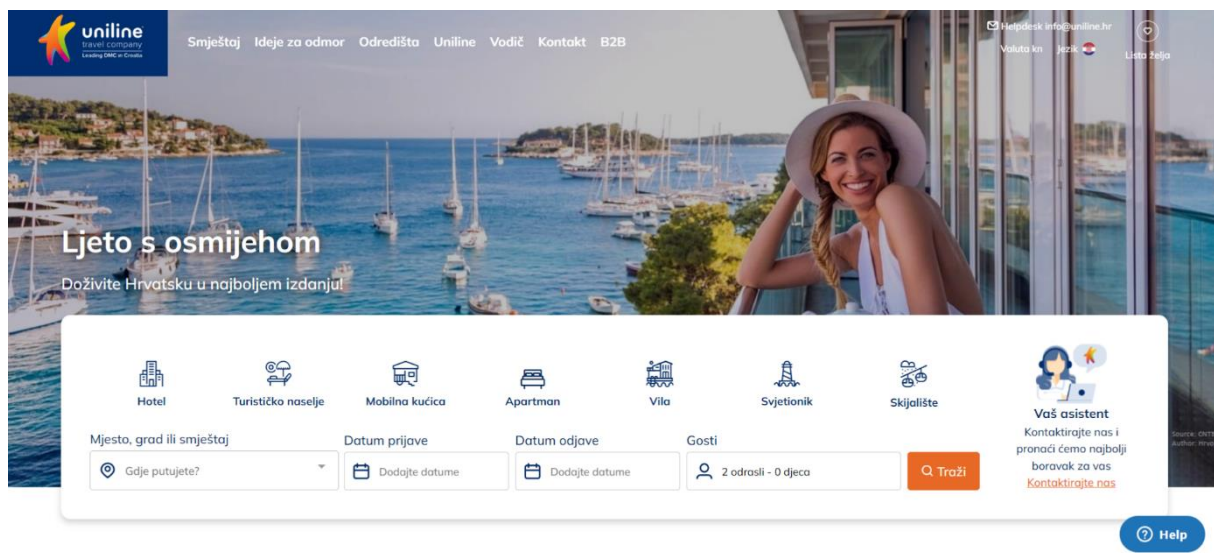 uniline
travel company
Leading DMC in Croatia
Smještaj Ideje za odmor Odredišta Uniline Vodič Kontakt B2B
Helpdesk info@uniline.hr
Valuta kn Jezik
Lista želja
Ljeto s osmijehom
Doživite Hrvatsku u najboljem izdanju!
Hotel Turističko naselje Mobilna kućica Apartman Vila Svjetionik Skijalište
Mjesto, grad ili smještaj Datum prijave Datum odjave Gosti
Gdje putujete? Dodajte datume Dodajte datume 2 odrasli - 0 djeca Traži
Vaš asistent
Kontaktirajte nas i
pronaći ćemo najbolji
boravak za vas
Kontaktirajte nas
Source:
Author:
Help